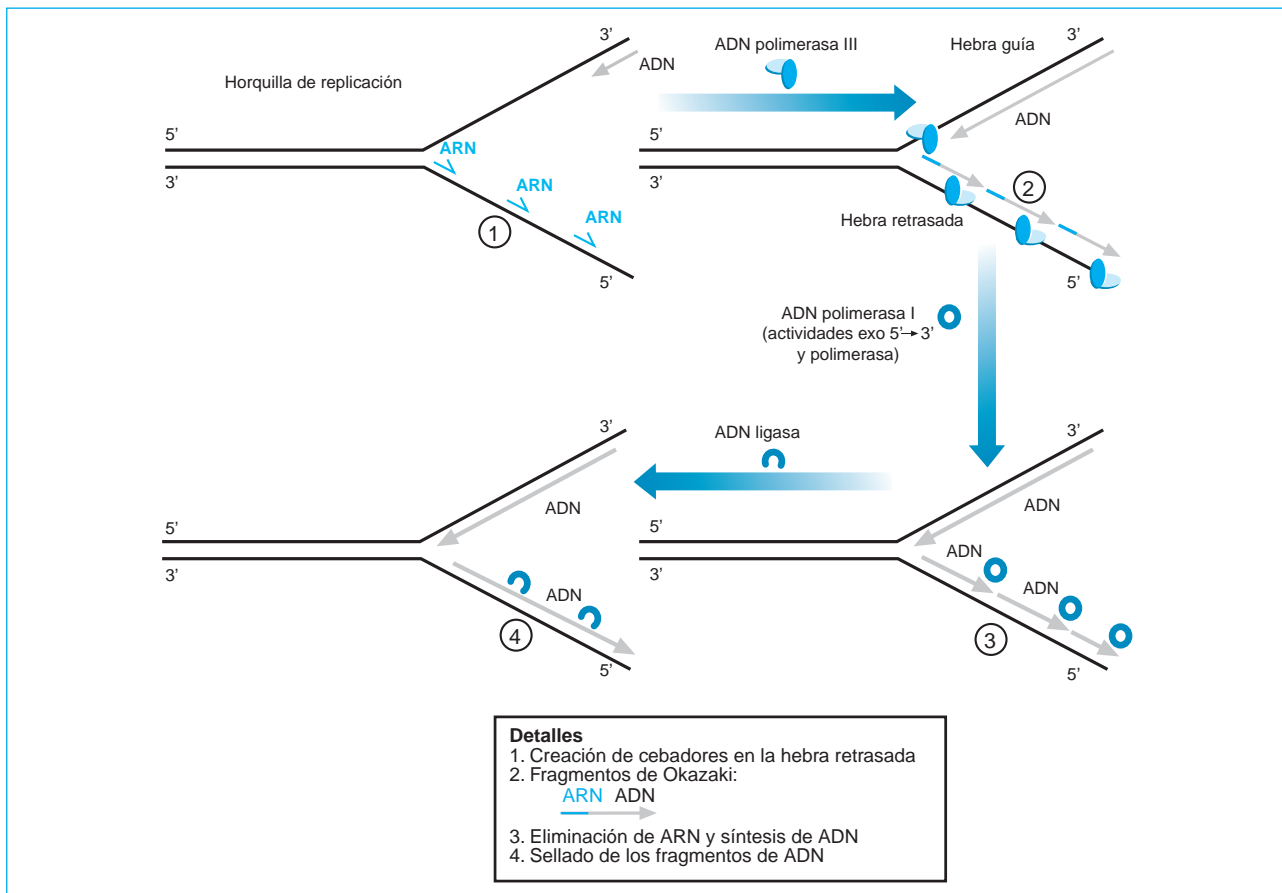 Horquilla de replicación
3'
ADN
5'
3'
ARN
ARN
ARN
1
5'
ADN polimerasa III
Hebra guía
3'
ADN
5'
3'
2
Hebra retrasada
5'
ADN polimerasa I
(actividades exo 5'→3'
y polimerasa)
ADN ligasa
3'
ADN
5'
3'
ADN
4
5'
3'
ADN
5'
3'
ADN
ADN
3
5'
Detalles
1. Creación de cebadores en la hebra retrasada
2. Fragmentos de Okazaki:
ARN ADN
3. Eliminación de ARN y síntesis de ADN
4. Sellado de los fragmentos de ADN